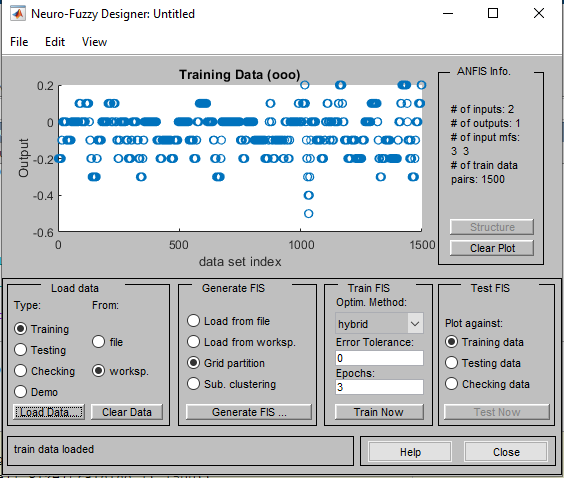 Neuro-Fuzzy Designer: Untitled
File Edit View
Training Data (ooo)
0.2
0
-0.2
-0.4
-0.6
Output
0 500 1000 1500
data set index
ANFIS Info.
# of inputs: 2
# of outputs: 1
# of input mfs:
3 3
# of train data
pairs: 1500
Structure
Clear Plot
Load data
Type: From:
Training
Testing
Checking
Demo
file
worksp.
Load Data... Clear Data
Generate FIS
Load from file
Load from worksp.
Grid partition
Sub. clustering
Generate FIS ...
Train FIS
Optim. Method:
hybrid
Error Tolerance:
0
Epochs:
3
Train Now
Test FIS
Plot against:
Training data
Testing data
Checking data
Test Now
train data loaded
Help Close